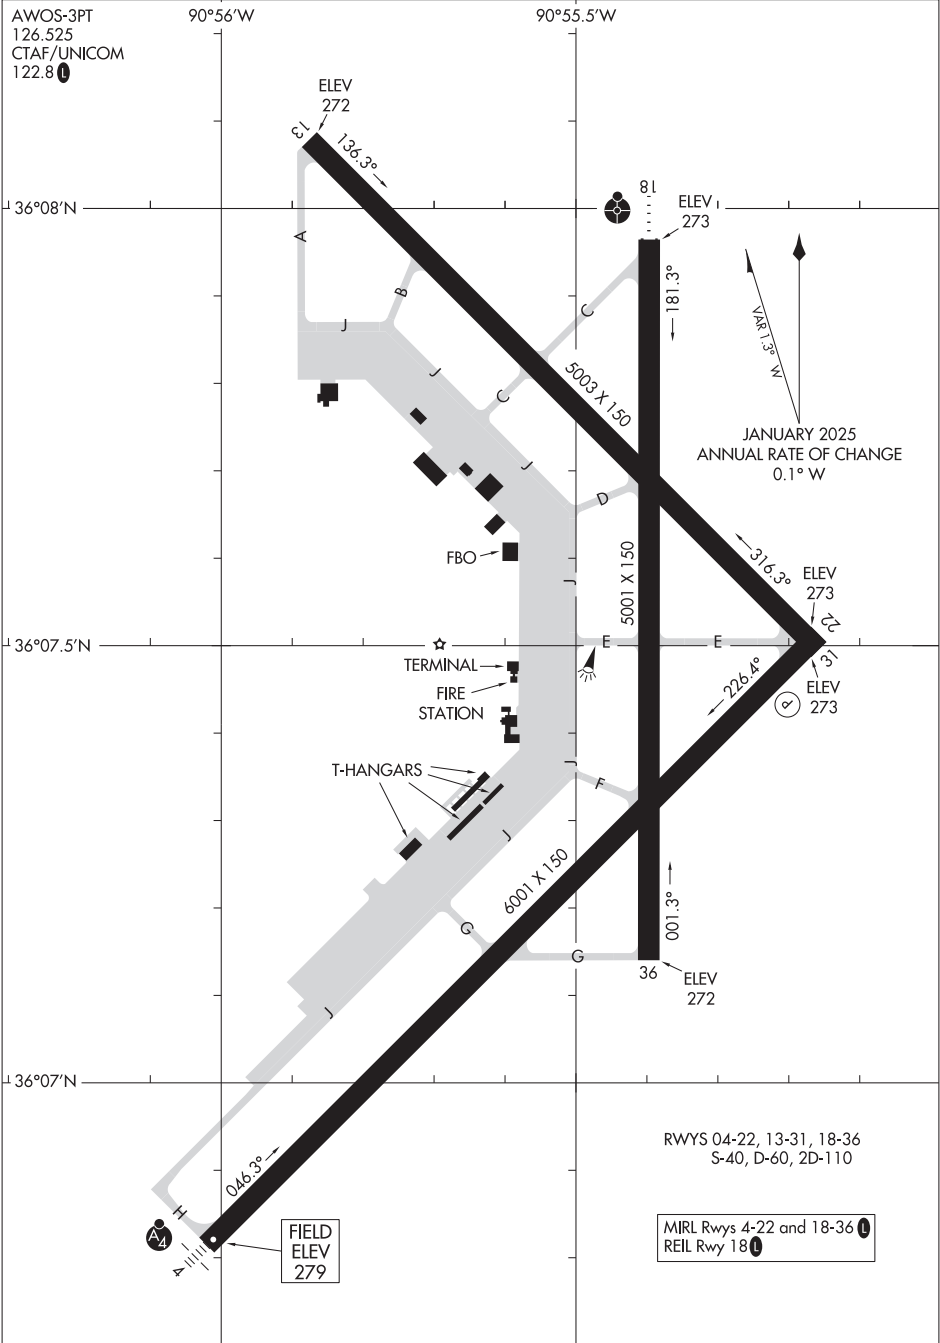 AWOS-3PT
126.525
CTAF/UNICOM
122.8 L
90°56'W
90°55.5'W
ELEV
272
13
136.3°
18
ELEV
273
36°08'N
A
B
C
181.3°
VAR 1.3° W
J
J
C
5003 X 150
JANUARY 2025
ANNUAL RATE OF CHANGE
0.1° W
J
D
FBO
J
5001 X 150
316.3°
ELEV
273
22
36°07.5'N
E
E
31
TERMINAL
226.4°
ELEV
273
P
FIRE
STATION
T-HANGARS
J
F
J
6001 X 150
001.3°
G
G
36
ELEV
272
J
36°07'N
RWYS 04-22, 13-31, 18-36
S-40, D-60, 2D-110
046.3°
H
A4
4
FIELD
ELEV
279
MIRL Rwys 4-22 and 18-36 L
REIL Rwy 18 L